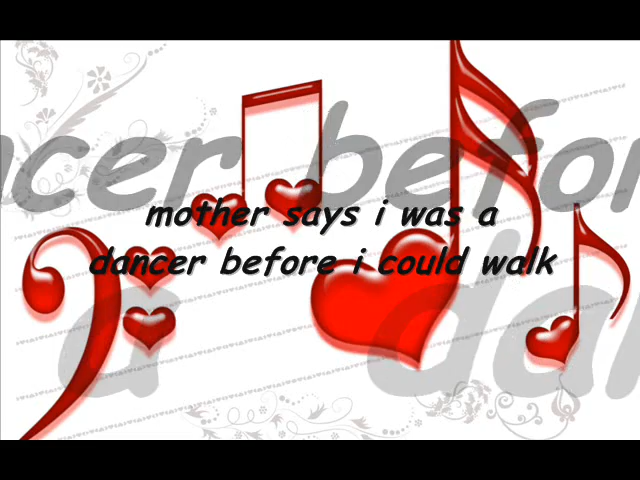 mother says i was a
dancer before i could walk